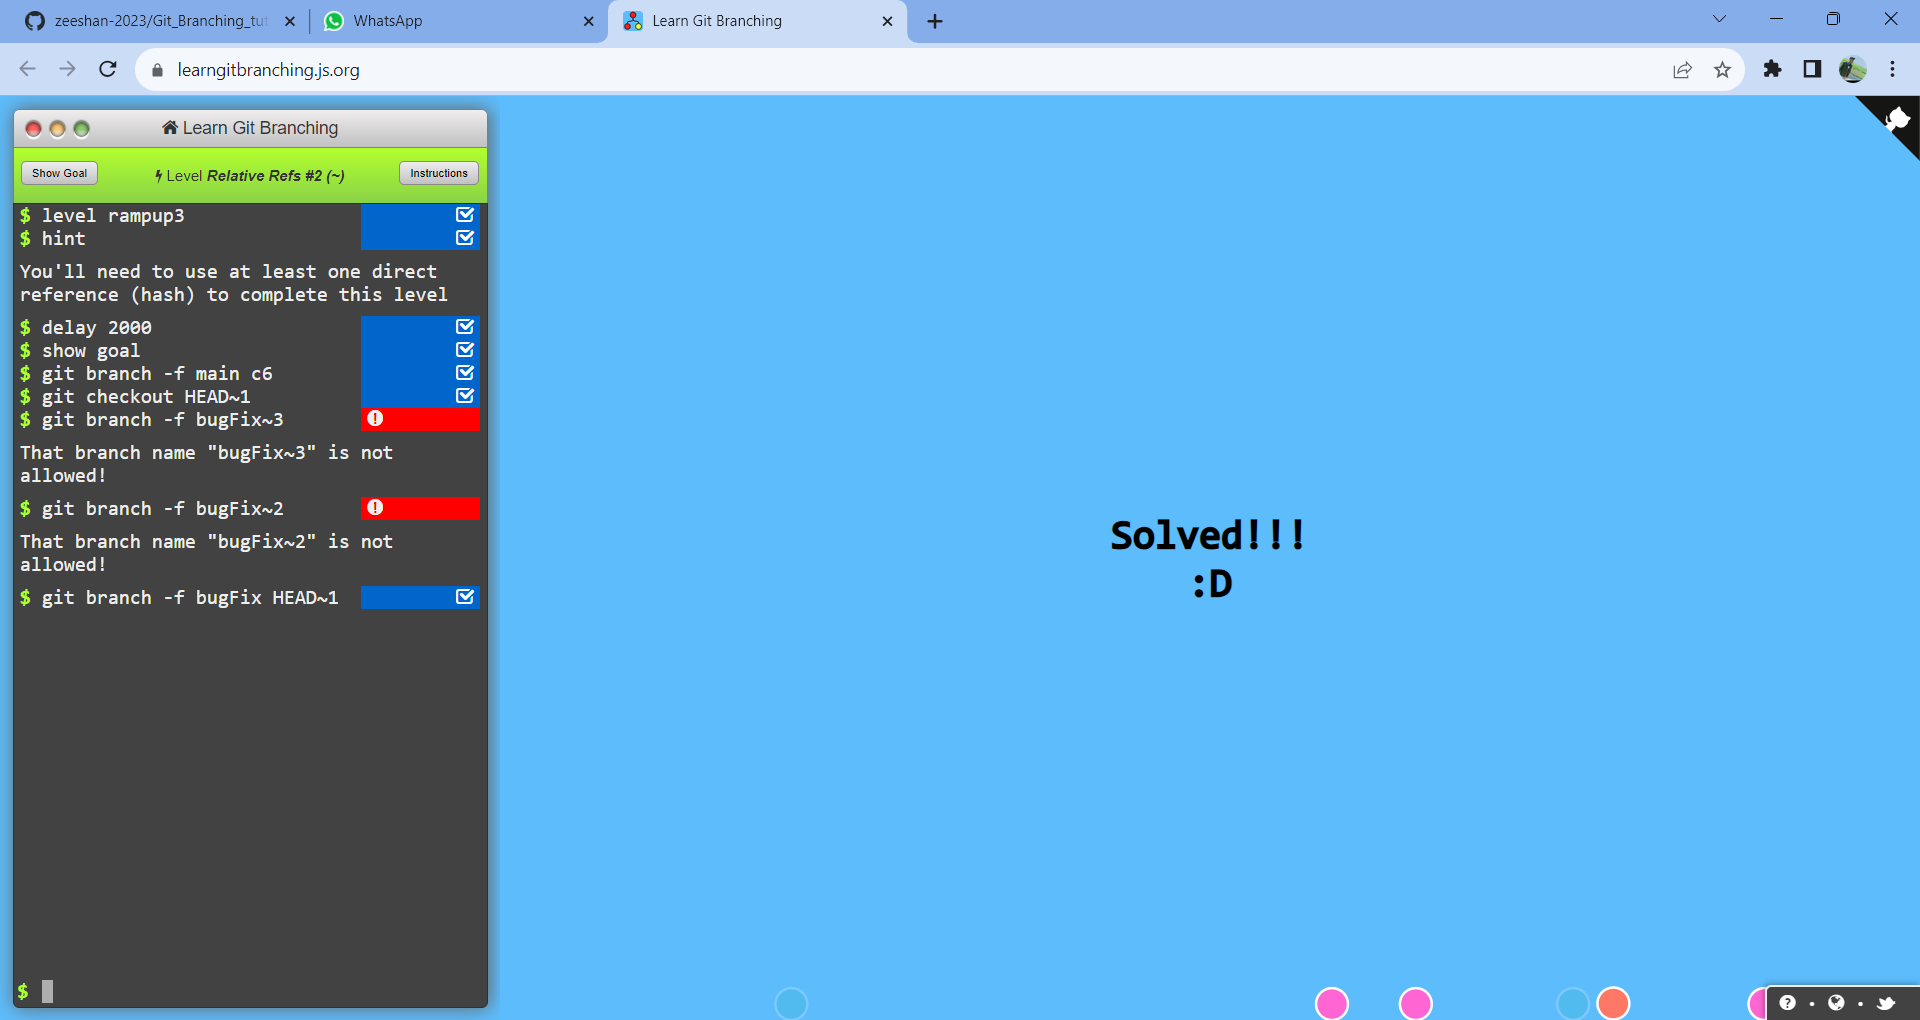 zeeshan-2023/Git_Branching_tut
WhatsApp
Learn Git Branching
learngitbranching.js.org
Learn Git Branching
Show Goal
Level Relative Refs #2 (~)
Instructions
$ level rampup3
$ hint
You'll need to use at least one direct
reference (hash) to complete this level
$ delay 2000
$ show goal
$ git branch -f main c6
$ git checkout HEAD~1
$ git branch -f bugFix~3
That branch name "bugFix~3" is not
allowed!
$ git branch -f bugFix~2
That branch name "bugFix~2" is not
allowed!
$ git branch -f bugFix HEAD~1
$
Solved!!!
:D